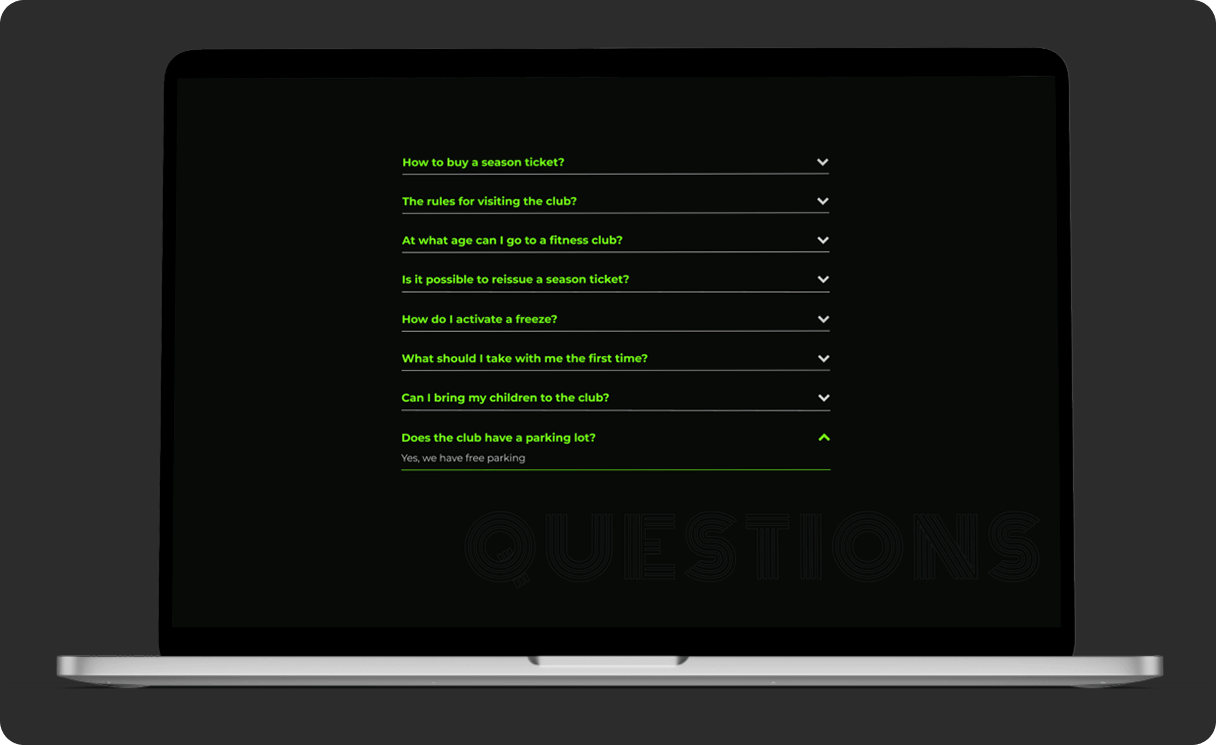 How to buy a season ticket?
The rules for visiting the club?
At what age can I go to a fitness club?
Is it possible to reissue a season ticket?
How do I activate a freeze?
What should I take with me the first time?
Can I bring my children to the club?
Does the club have a parking lot?
Yes, we have free parking
QUESTIONS